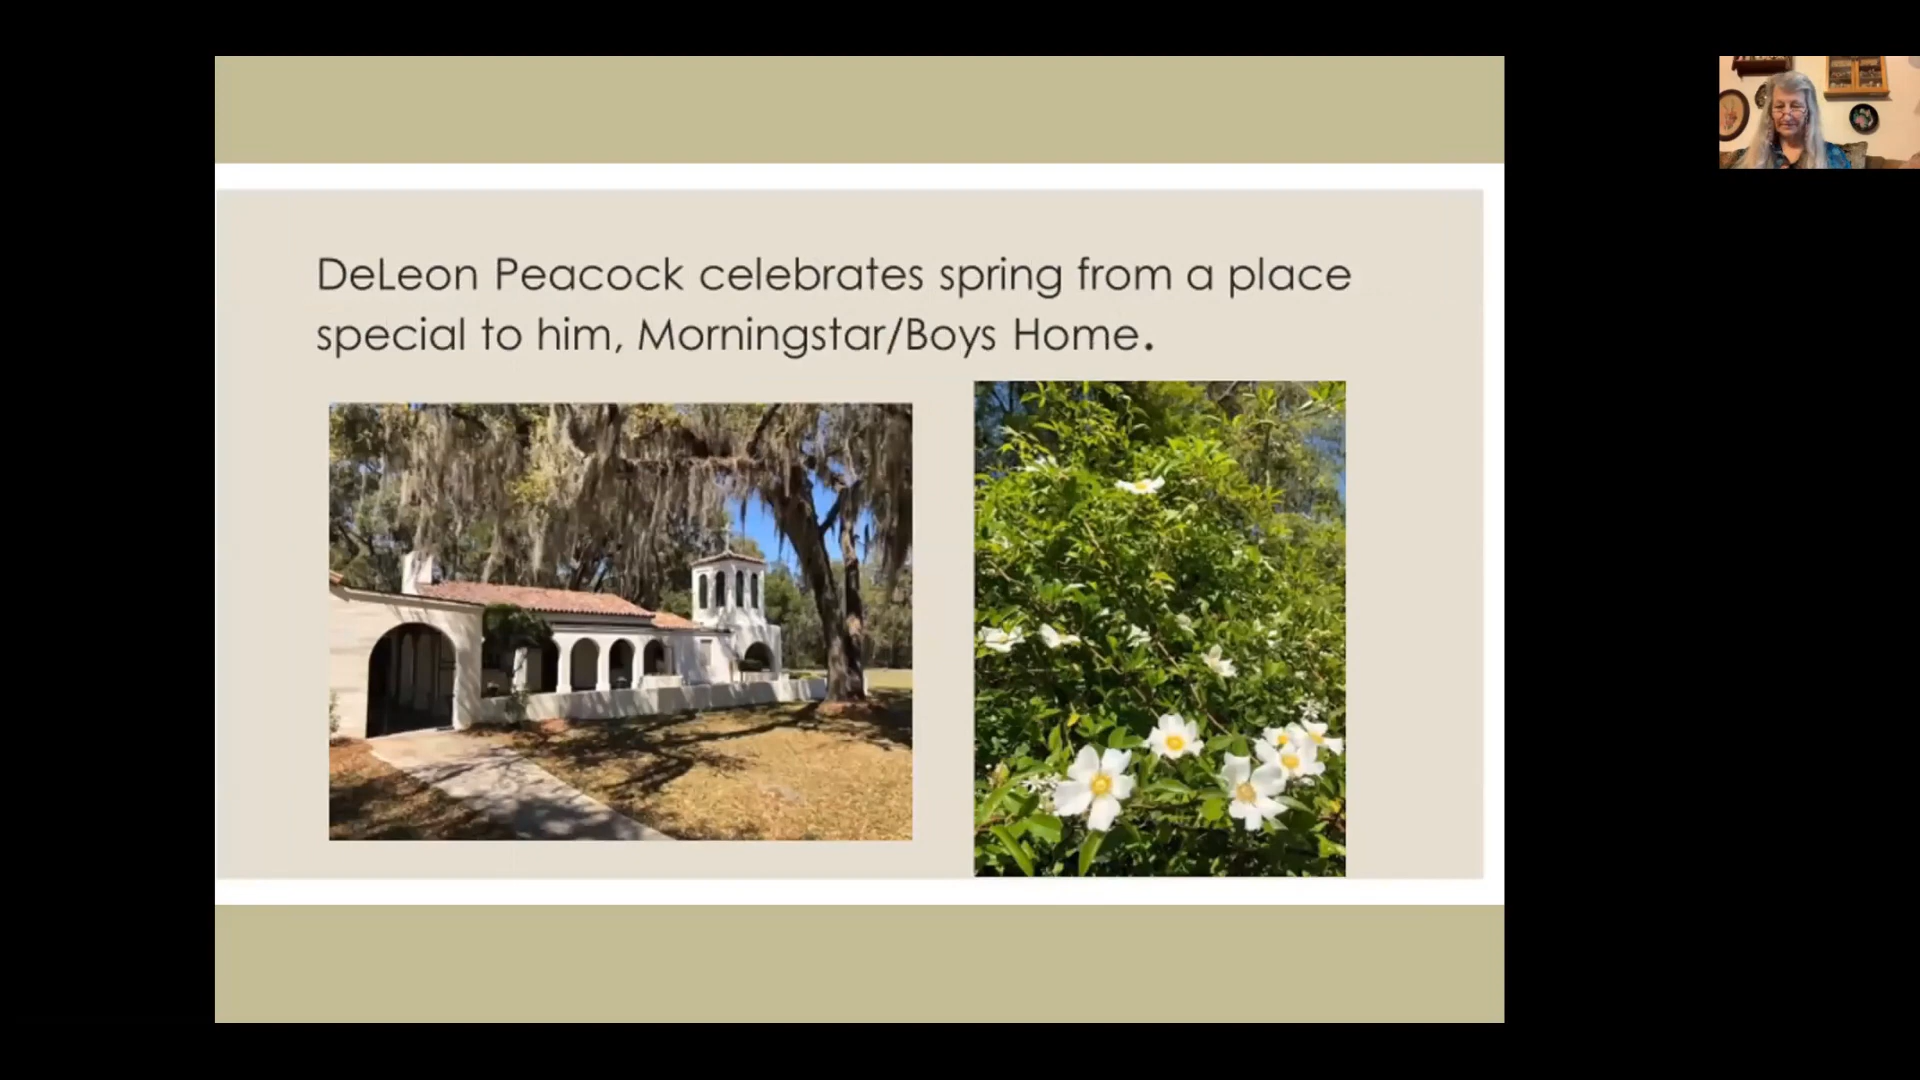 DeLeon Peacock celebrates spring from a place
special to him, Morningstar/Boys Home.